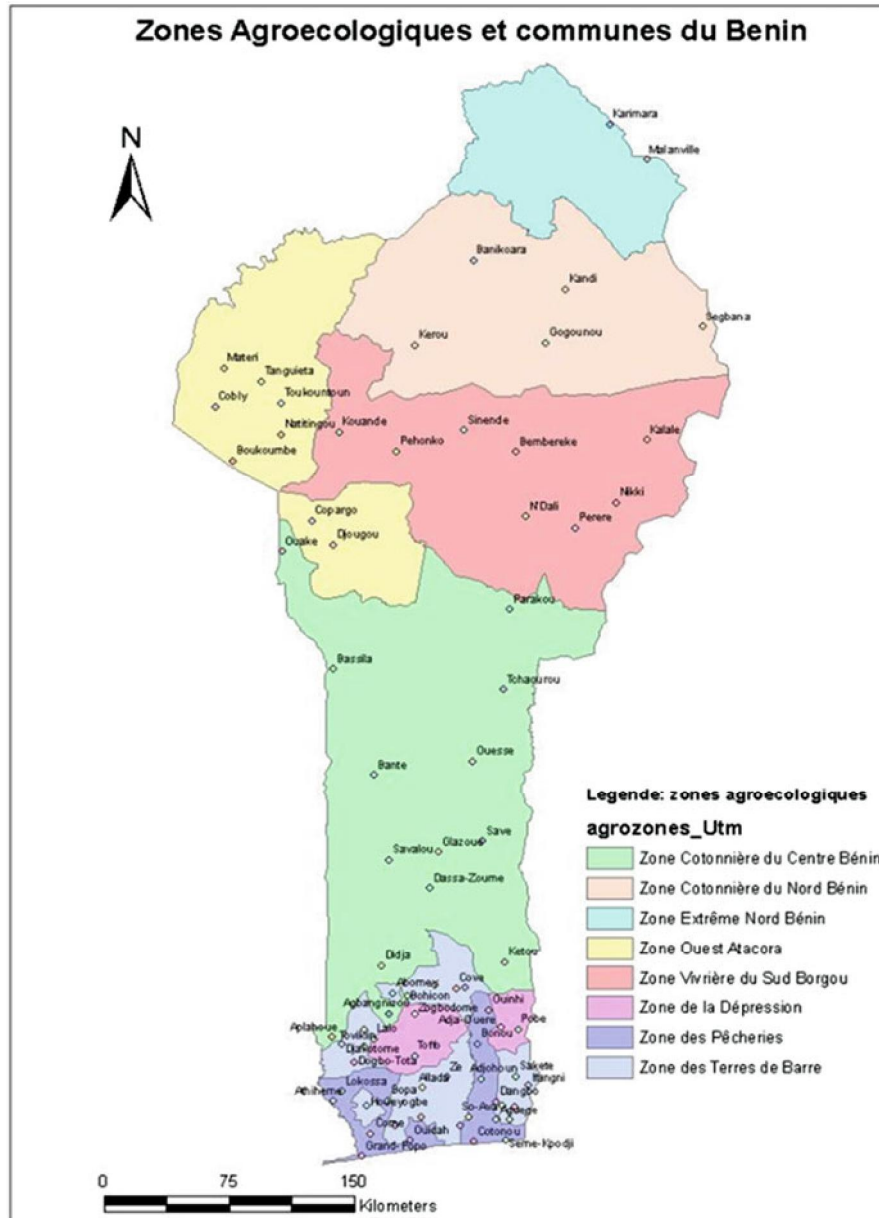 Zones Agroecologiques et communes du Benin
N
Karimara
Malanville
Banikoara
Kandi
Segbana
Kerou
Gogounou
Materi
Tanguieta
Cobly
Toukountoun
Natitingou
Kouande
Sinende
Kalale
Boukoumbe
Pehonko
Bembereke
Nikki
Copargo
N'Dali
Perere
Ouake
Djougou
Parakou
Bassila
Tchaourou
Ouesse
Bante
Save
Glazoue
Savalou
Dassa-Zoume
Didja
Ketou
Abomey
Cove
Bohicon
Ouinhi
Agbangnizou
Zogbodome
Adja-Ouere
Pobe
Aplahoue
Lalo
Bonou
Toffo
Dogbo-Tota
Ze
Sakete
Adjohoun
Ifangni
Lokossa
Bopa
Allada
Athieme
Houeyogbe
Dangbo
So-Ava
Come
Ouidah
Cotonou
Grand-Popo
Seme-Kpodji
Legende: zones agroecologiques
agrozones_Utm
Zone Cotonnière du Centre Bénin
Zone Cotonnière du Nord Bénin
Zone Extrême Nord Bénin
Zone Ouest Atacora
Zone Vivrière du Sud Borgou
Zone de la Dépression
Zone des Pêcheries
Zone des Terres de Barre
0 75 150
Kilometers